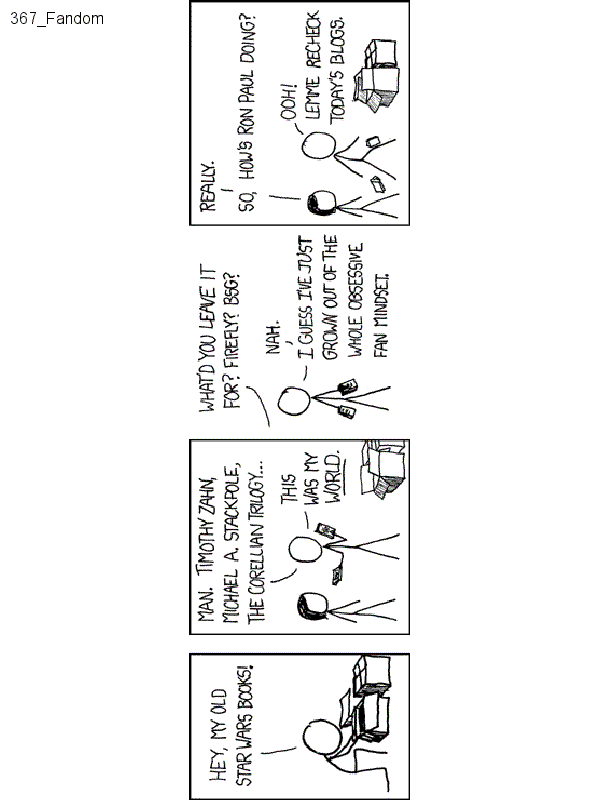 367_Fandom
HEY, MY OLD
STAR WARS BOOKS!
MAN. TIMOTHY ZAHN,
MICHAEL A. STACKPOLE,
THE CORELLIAN TRILOGY...
THIS
WAS MY
WORLD.
WHAT'D YOU LEAVE IT
FOR? FIREFLY? BSG?
NAH.
I GUESS I'VE JUST
GROWN OUT OF THE
WHOLE OBSESSIVE
FAN MINDSET.
REALLY.
SO, HOW'S RON PAUL DOING?
OOH!
LEMME RECHECK
TODAY'S BLOGS.